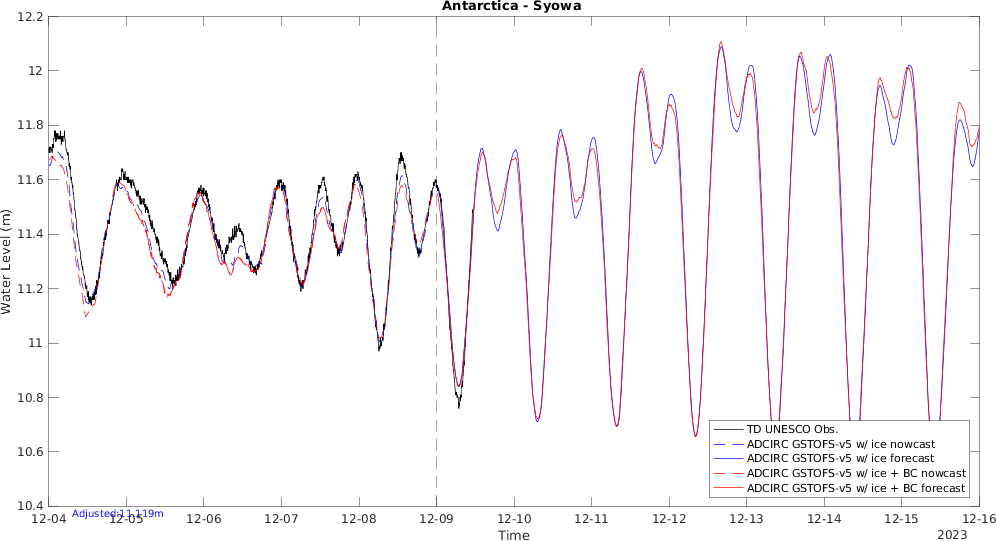 Antarctica - Syowa
Water Level (m)
12.2
12
11.8
11.6
11.4
11.2
11
10.8
10.6
10.4
TD UNESCO Obs.
ADCIRC GSTOFS-v5 w/ ice nowcast
ADCIRC GSTOFS-v5 w/ ice forecast
ADCIRC GSTOFS-v5 w/ ice + BC nowcast
ADCIRC GSTOFS-v5 w/ ice + BC forecast
Adjusted:11.119m
12-04 12-05 12-06 12-07 12-08 12-09 12-10 12-11 12-12 12-13 12-14 12-15 12-16
Time
2023